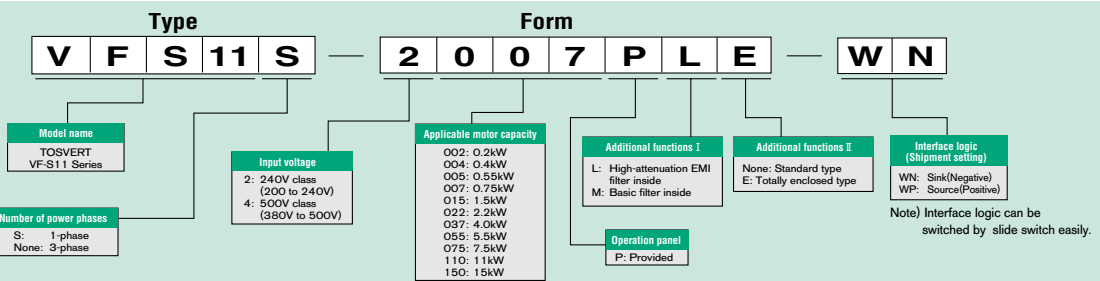 Type
Form
V F S 11 S — 2 0 0 7 P L E — W N
Model name
TOSVERT
VF-S11 Series
Number of power phases
S: 1-phase
None: 3-phase
Input voltage
2: 240V class
(200 to 240V)
4: 500V class
(380V to 500V)
Applicable motor capacity
002: 0.2kW
004: 0.4kW
005: 0.55kW
007: 0.75kW
015: 1.5kW
022: 2.2kW
037: 4.0kW
055: 5.5kW
075: 7.5kW
110: 11kW
150: 15kW
Operation panel
P: Provided
Additional functions Ⅰ
L: High-attenuation EMI
filter inside
M: Basic filter inside
Additional functions Ⅱ
None: Standard type
E: Totally enclosed type
Interface logic
(Shipment setting)
WN: Sink(Negative)
WP: Source(Positive)
Note) Interface logic can be
switched by slide switch easily.